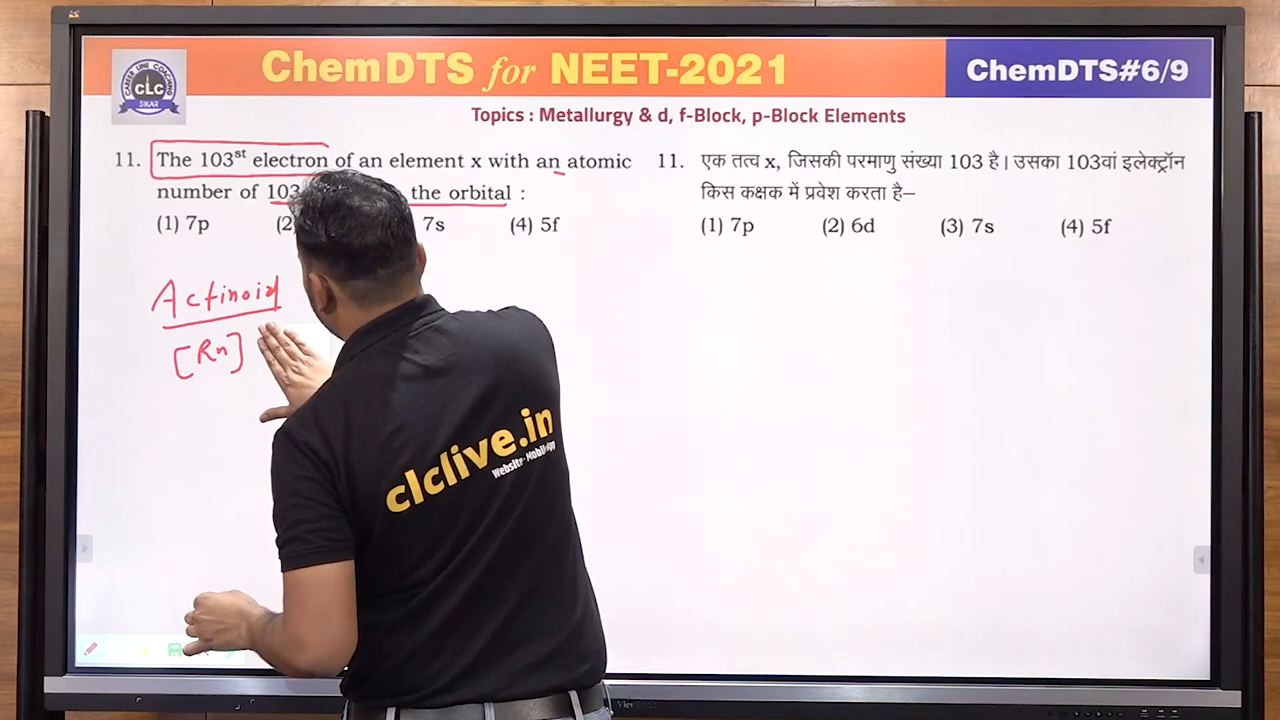 ChemDTS for NEET-2021
ChemDTS#6/9
CAREER LINE COACHING
CLC
SIKAR
Topics : Metallurgy & d, f-Block, p-Block Elements
11. The 103st electron of an element x with an atomic
number of 103 the orbital :
(1) 7p (2) 7s (4) 5f
11. एक तत्व x, जिसकी परमाणु संख्या 103 है। उसका 103वां इलेक्ट्रॉन
किस कक्षक में प्रवेश करता है–
(1) 7p (2) 6d (3) 7s (4) 5f
Actinoid
[Rn]
clclive.in
Website • Mobile App